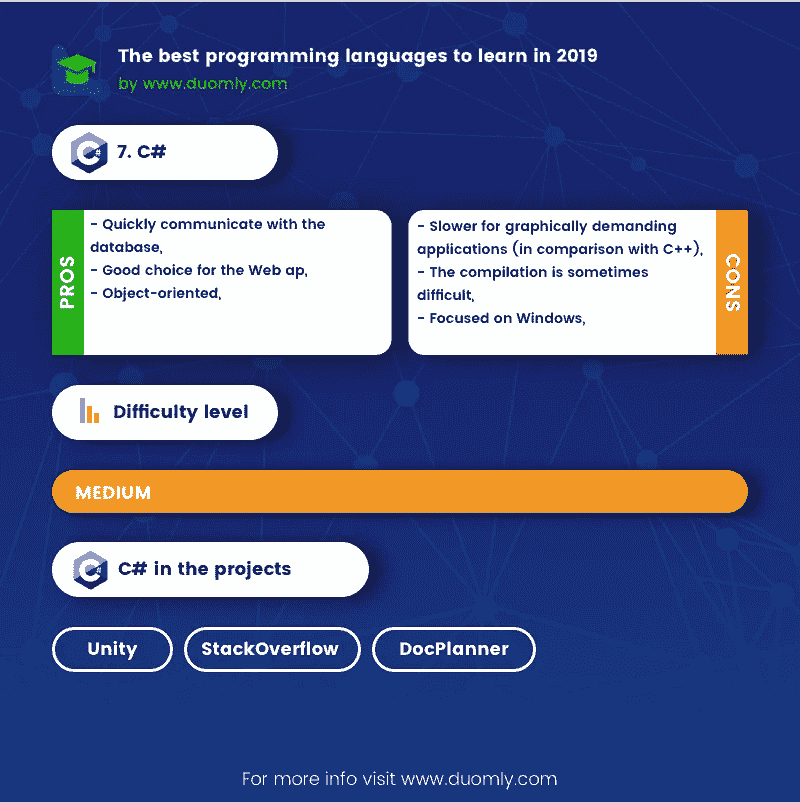 The best programming languages to learn in 2019
by www.duomly.com
7. C#
PROS
- Quickly communicate with the
database,
- Good choice for the Web ap,
- Object-oriented,
- Slower for graphically demanding
applications (in comparison with C++),
- The compilation is sometimes
difficult,
- Focused on Windows,
CONS
Difficulty level
MEDIUM
C# in the projects
Unity
StackOverflow
DocPlanner
For more info visit www.duomly.com